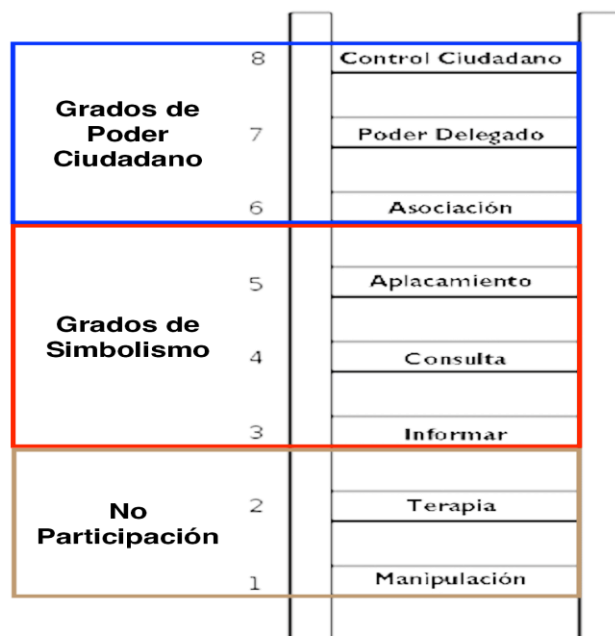 Grados de
Poder
Ciudadano
8 Control Ciudadano
7 Poder Delegado
6 Asociación
Grados de
Simbolismo
5 Aplacamiento
4 Consulta
3 Informar
No
Participación
2 Terapia
1 Manipulación